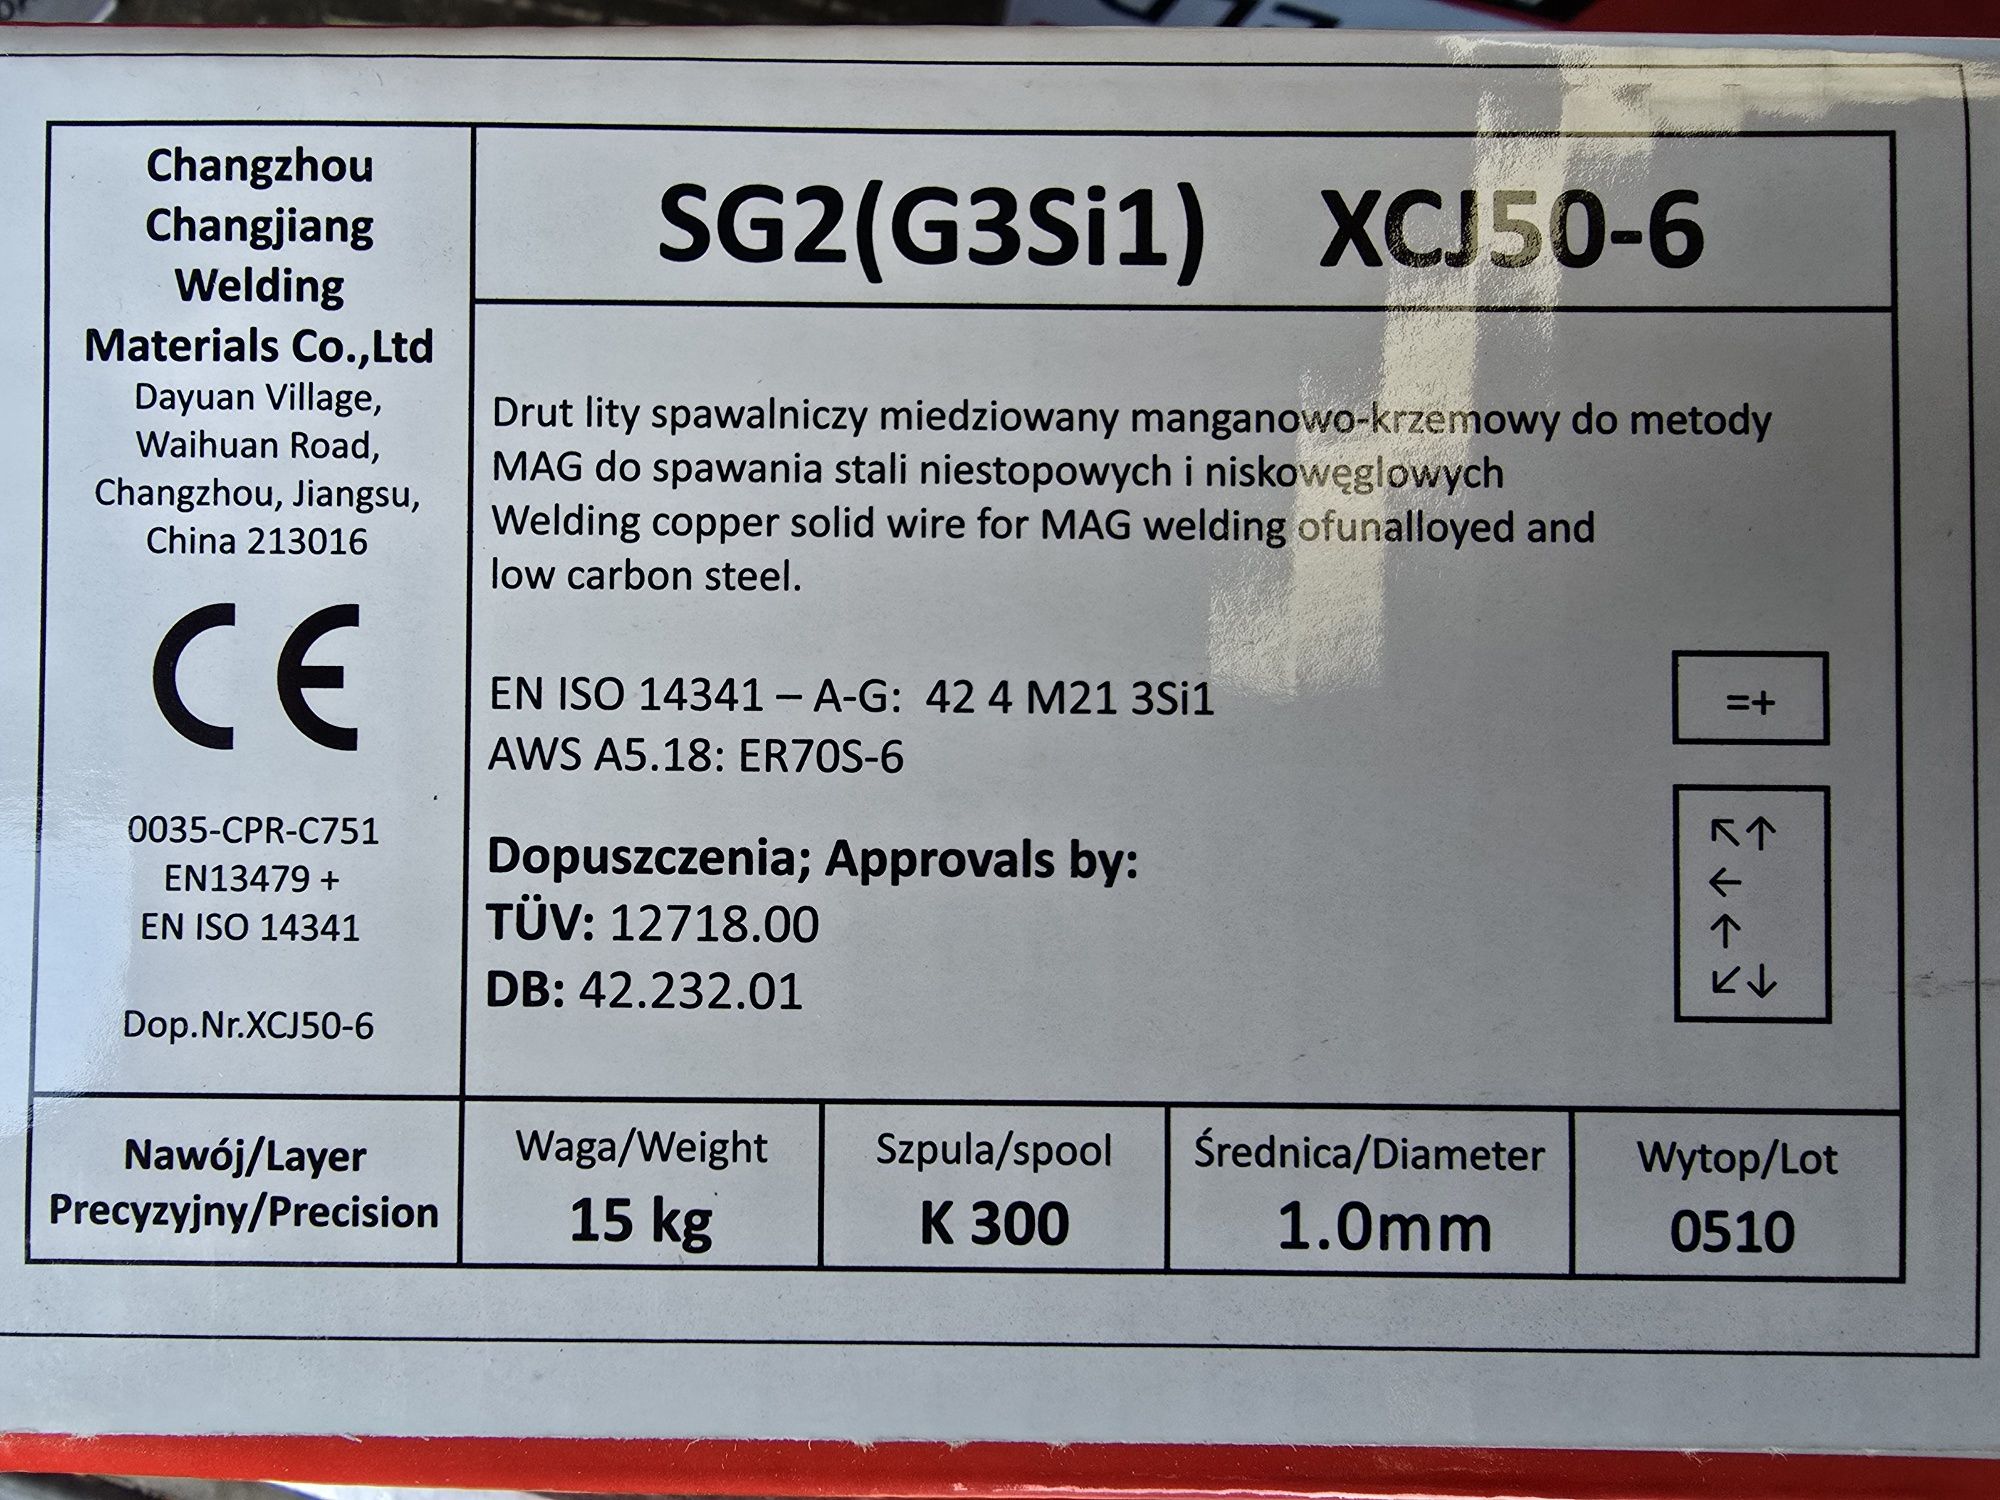 Changzhou
Changjiang
Welding
Materials Co.,Ltd
Dayuan Village,
Waihuan Road,
Changzhou, Jiangsu,
China 213016
CE
0035-CPR-C751
EN13479 +
EN ISO 14341
Dop.Nr.XCJ50-6
SG2(G3Si1) XCJ50-6
Drut lity spawalniczy miedziowany manganowo-krzemowy do metody
MAG do spawania stali niestopowych i niskowęglowych
Welding copper solid wire for MAG welding ofunalloyed and
low carbon steel.
EN ISO 14341 – A-G: 42 4 M21 3Si1
AWS A5.18: ER70S-6
=+
Dopuszczenia; Approvals by:
TÜV: 12718.00
DB: 42.232.01
↖↑
←
↑
↙↓
Nawój/Layer
Precyzyjny/Precision
Waga/Weight
15 kg
Szpula/spool
K 300
Średnica/Diameter
1.0mm
Wytop/Lot
0510